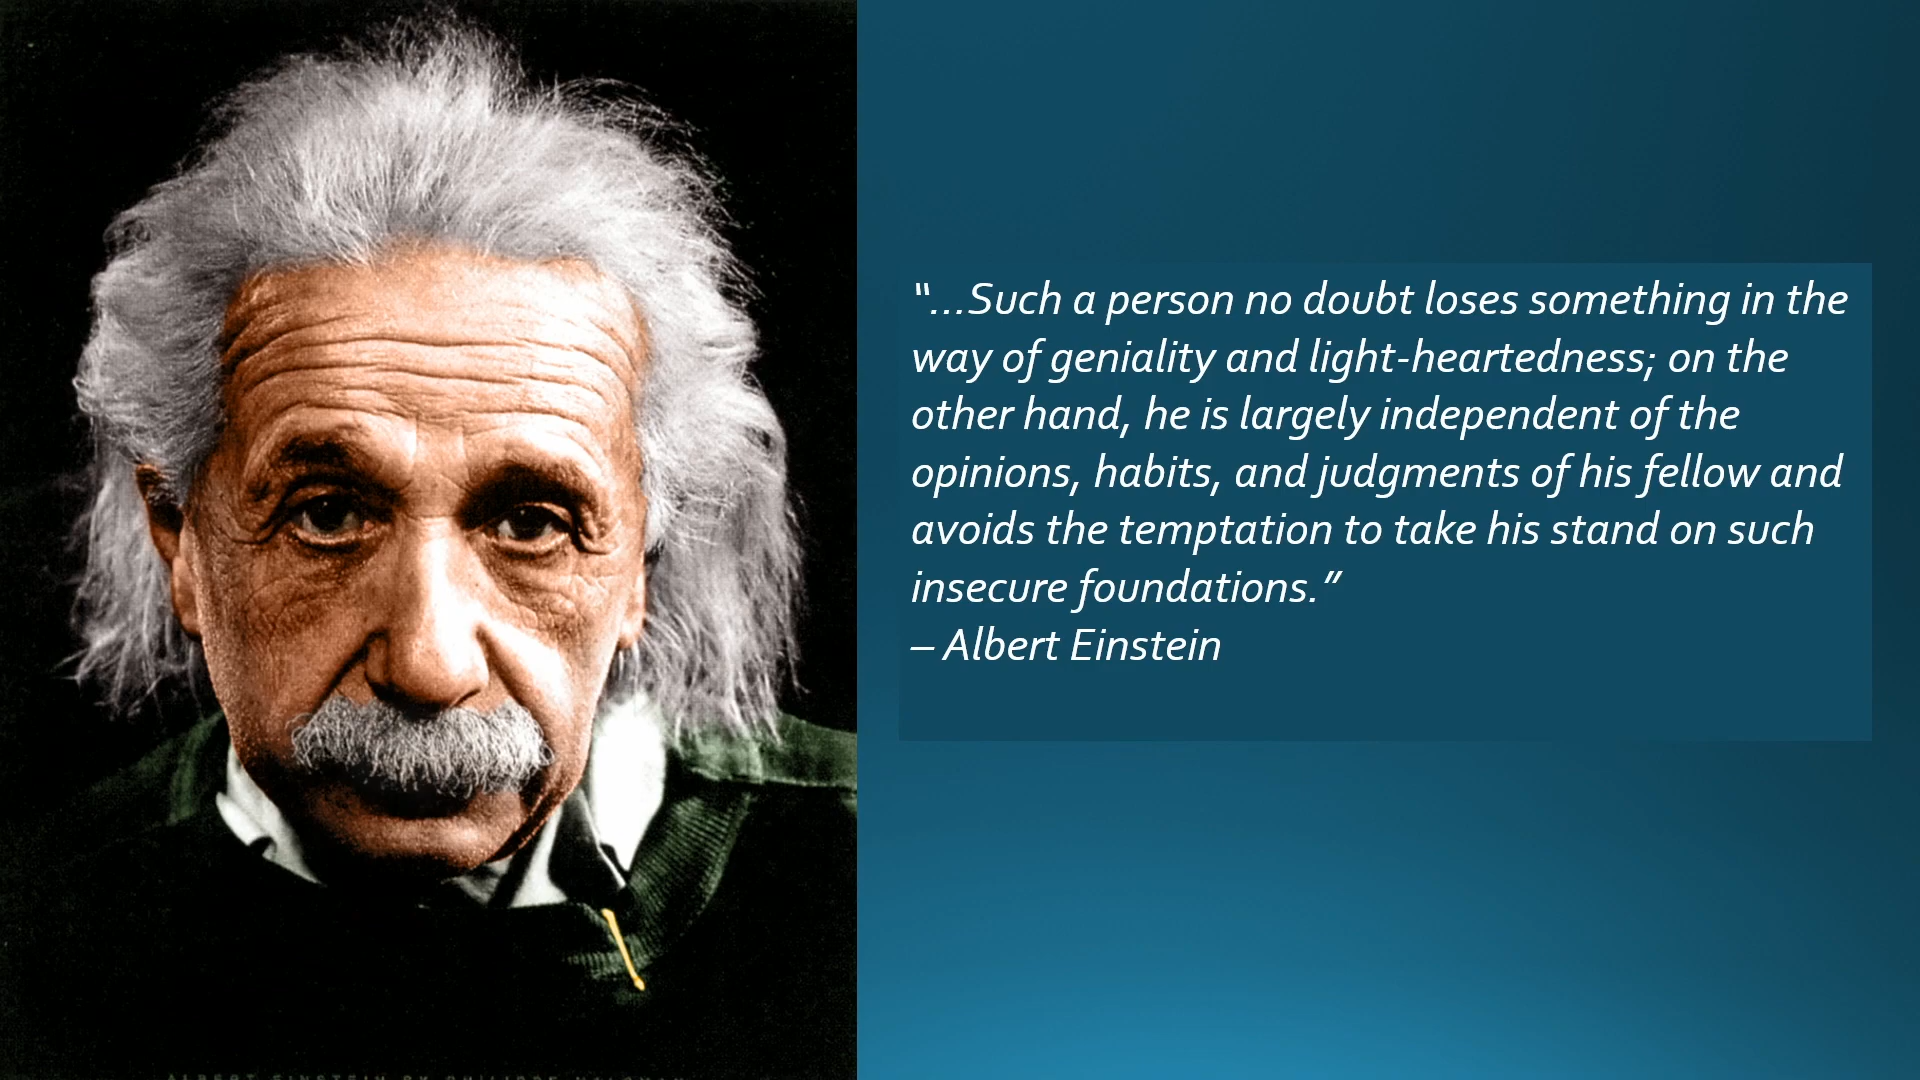 “…Such a person no doubt loses something in the
way of geniality and light-heartedness; on the
other hand, he is largely independent of the
opinions, habits, and judgments of his fellow and
avoids the temptation to take his stand on such
insecure foundations.”
– Albert Einstein